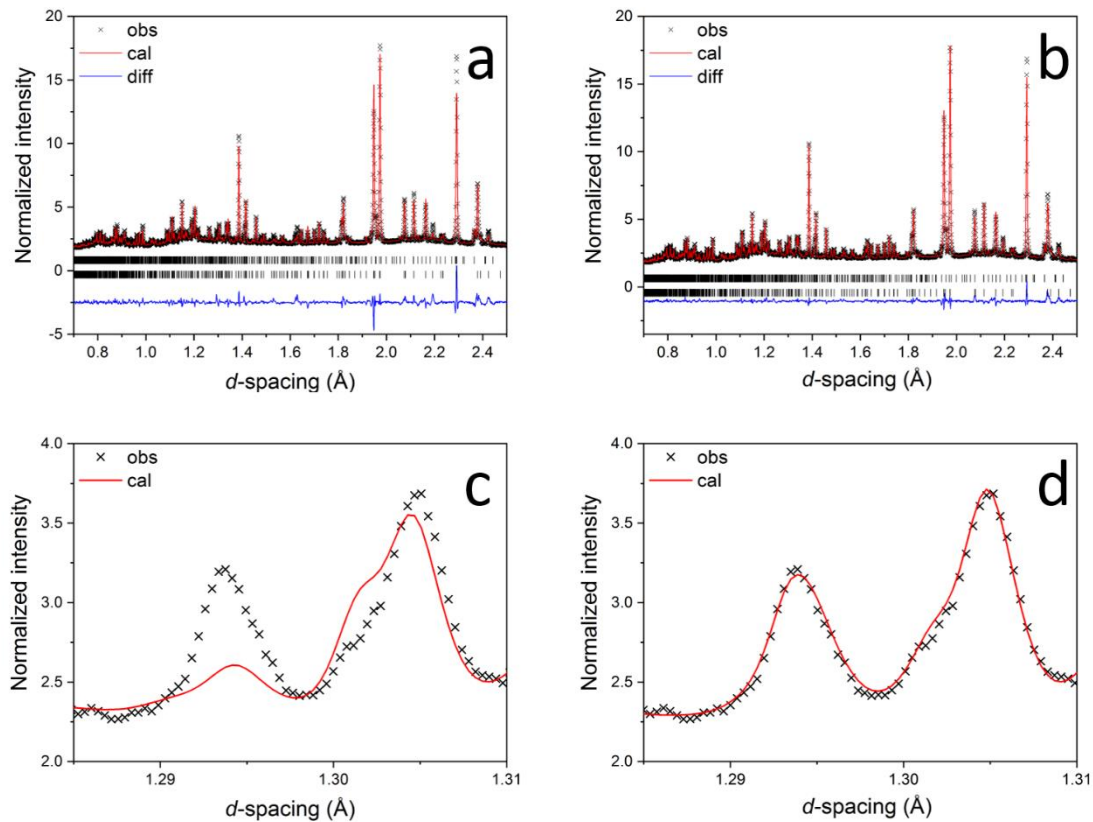 20
15
10
5
0
-5
Normalized intensity
obs
cal
diff
a
0.8 1.0 1.2 1.4 1.6 1.8 2.0 2.2 2.4
d-spacing (Å)
20
15
10
5
0
Normalized intensity
obs
cal
diff
b
0.8 1.0 1.2 1.4 1.6 1.8 2.0 2.2 2.4
d-spacing (Å)
4.0
3.5
3.0
2.5
2.0
Normalized intensity
obs
cal
c
1.29 1.30 1.31
d-spacing (Å)
4.0
3.5
3.0
2.5
2.0
Normalized intensity
obs
cal
d
1.29 1.30 1.31
d-spacing (Å)